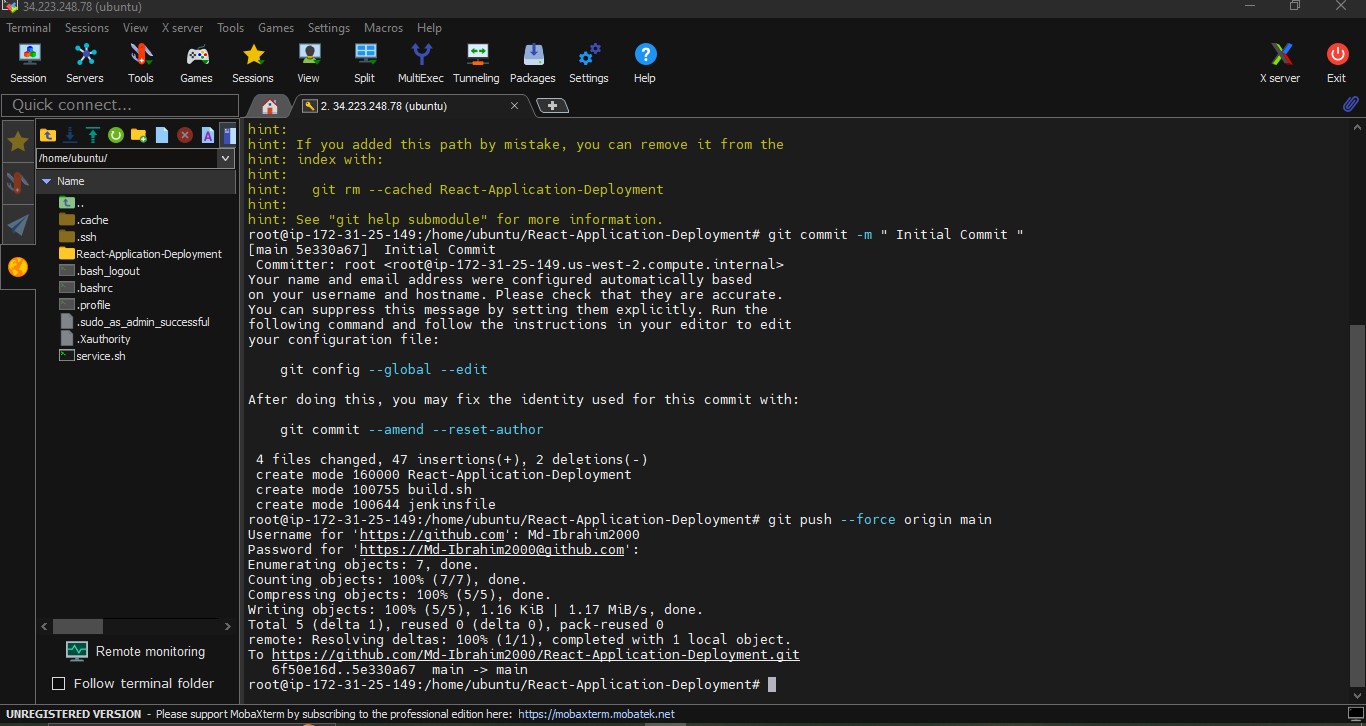 34.223.248.78 (ubuntu)
Terminal Sessions View X server Tools Games Settings Macros Help
Session Servers Tools Games Sessions View Split MultiExec Tunneling Packages Settings Help X server Exit
Quick connect...
2. 34.223.248.78 (ubuntu)
/home/ubuntu/
Name
..
.cache
.ssh
React-Application-Deployment
.bash_logout
.bashrc
.profile
.sudo_as_admin_successful
.Xauthority
service.sh
Remote monitoring
Follow terminal folder
hint:
hint: If you added this path by mistake, you can remove it from the
hint: index with:
hint:
hint:   git rm --cached React-Application-Deployment
hint:
hint: See "git help submodule" for more information.
root@ip-172-31-25-149:/home/ubuntu/React-Application-Deployment# git commit -m " Initial Commit "
[main 5e330a67]  Initial Commit
 Committer: root <root@ip-172-31-25-149.us-west-2.compute.internal>
Your name and email address were configured automatically based
on your username and hostname. Please check that they are accurate.
You can suppress this message by setting them explicitly. Run the
following command and follow the instructions in your editor to edit
your configuration file:
    git config --global --edit
After doing this, you may fix the identity used for this commit with:
    git commit --amend --reset-author
 4 files changed, 47 insertions(+), 2 deletions(-)
 create mode 160000 React-Application-Deployment
 create mode 100755 build.sh
 create mode 100644 jenkinsfile
root@ip-172-31-25-149:/home/ubuntu/React-Application-Deployment# git push --force origin main
Username for 'https://github.com': Md-Ibrahim2000
Password for 'https://Md-Ibrahim2000@github.com':
Enumerating objects: 7, done.
Counting objects: 100% (7/7), done.
Compressing objects: 100% (5/5), done.
Writing objects: 100% (5/5), 1.16 KiB | 1.17 MiB/s, done.
Total 5 (delta 1), reused 0 (delta 0), pack-reused 0
remote: Resolving deltas: 100% (1/1), completed with 1 local object.
To https://github.com/Md-Ibrahim2000/React-Application-Deployment.git
   6f50e16d..5e330a67  main -> main
root@ip-172-31-25-149:/home/ubuntu/React-Application-Deployment#
UNREGISTERED VERSION - Please support MobaXterm by subscribing to the professional edition here: https://mobaxterm.mobatek.net